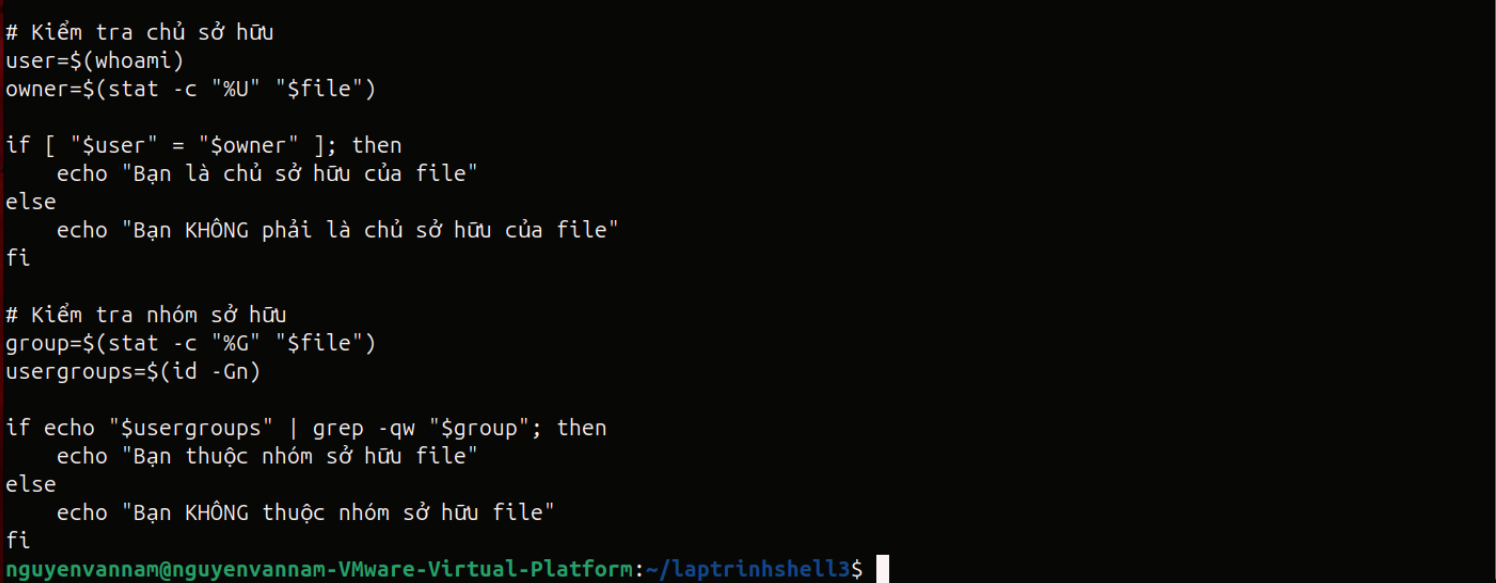 # Kiểm tra chủ sở hữu
user=$(whoami)
owner=$(stat -c "%U" "$file")
if [ "$user" = "$owner" ]; then
    echo "Bạn là chủ sở hữu của file"
else
    echo "Bạn KHÔNG phải là chủ sở hữu của file"
fi
# Kiểm tra nhóm sở hữu
group=$(stat -c "%G" "$file")
usergroups=$(id -Gn)
if echo "$usergroups" | grep -qw "$group"; then
    echo "Bạn thuộc nhóm sở hữu file"
else
    echo "Bạn KHÔNG thuộc nhóm sở hữu file"
fi
nguyenvannam@nguyenvannam-VMware-Virtual-Platform:~/laptrinhshell3$